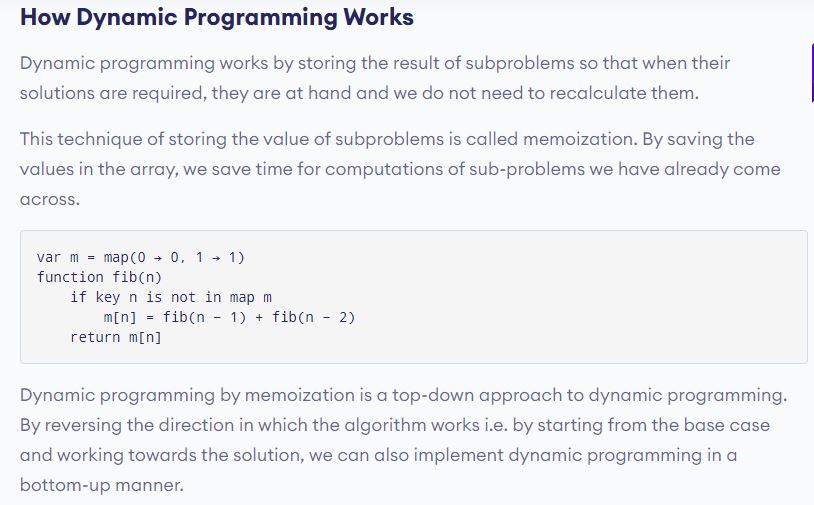 How Dynamic Programming Works
Dynamic programming works by storing the result of subproblems so that when their
solutions are required, they are at hand and we do not need to recalculate them.
This technique of storing the value of subproblems is called memoization. By saving the
values in the array, we save time for computations of sub-problems we have already come
across.
var m = map(0 → 0, 1 → 1)
function fib(n)
    if key n is not in map m
        m[n] = fib(n − 1) + fib(n − 2)
    return m[n]
Dynamic programming by memoization is a top-down approach to dynamic programming.
By reversing the direction in which the algorithm works i.e. by starting from the base case
and working towards the solution, we can also implement dynamic programming in a
bottom-up manner.